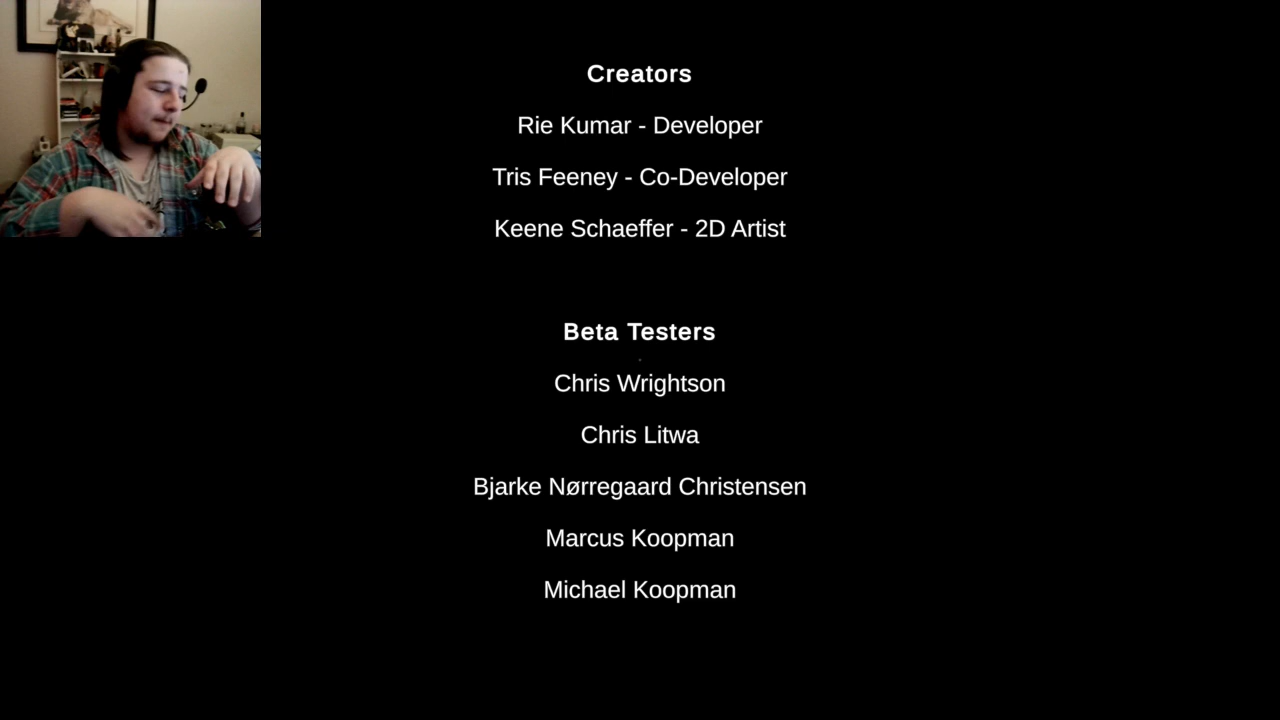 Creators
Rie Kumar - Developer
Tris Feeney - Co-Developer
Keene Schaeffer - 2D Artist
Beta Testers
Chris Wrightson
Chris Litwa
Bjarke Nørregaard Christensen
Marcus Koopman
Michael Koopman